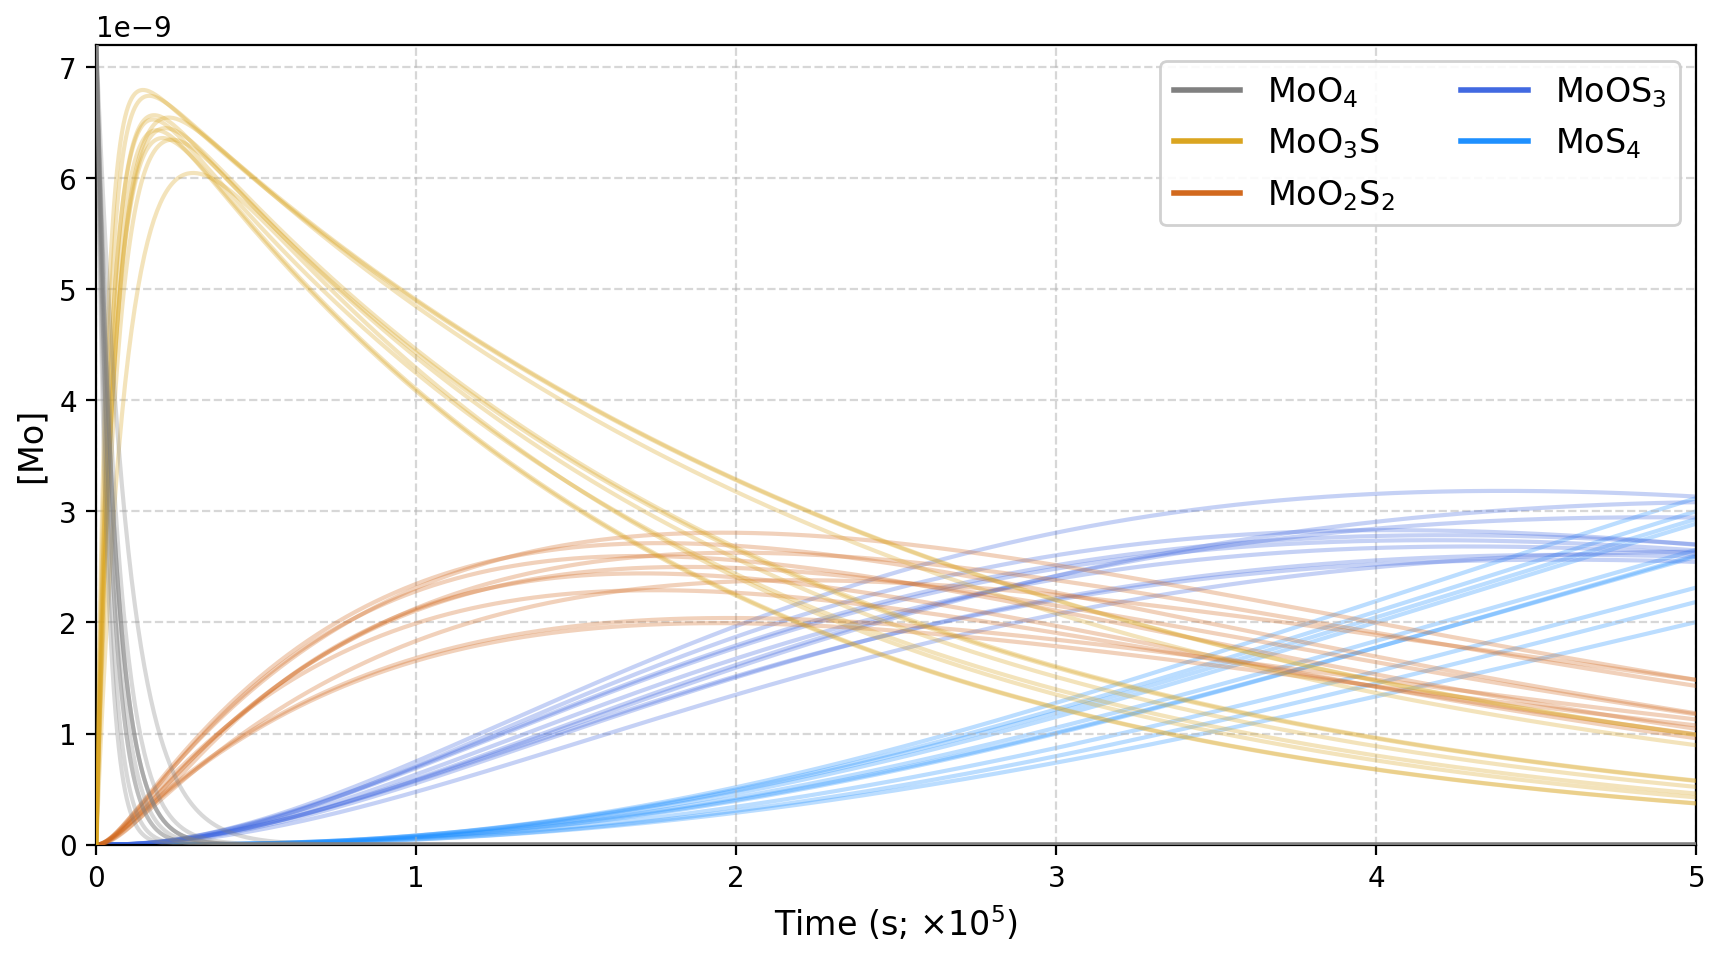 1e−9
7
6
5
4
3
2
1
0
[Mo]
0 1 2 3 4 5
Time (s; ×10⁵)
MoO₄
MoO₃S
MoO₂S₂
MoOS₃
MoS₄